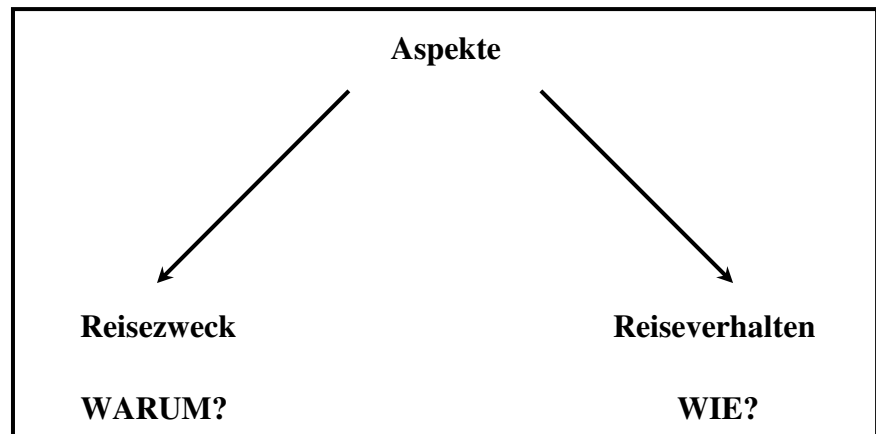 Aspekte
Reisezweck
Reiseverhalten
WARUM?
WIE?